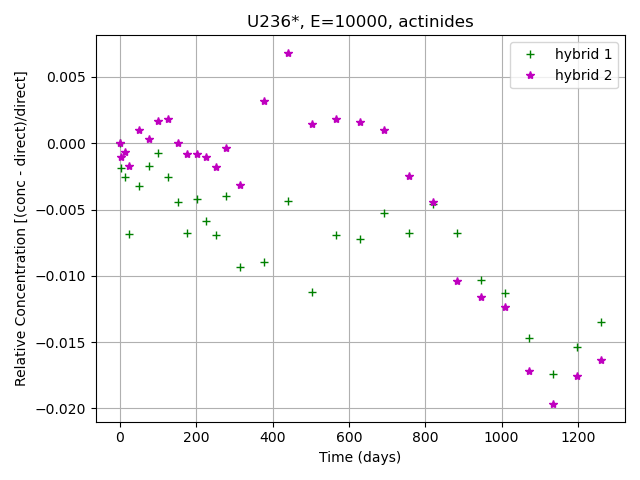 U236*, E=10000, actinides
hybrid 1
hybrid 2
Relative Concentration [(conc - direct)/direct]
0.005
0.000
−0.005
−0.010
−0.015
−0.020
0 200 400 600 800 1000 1200
Time (days)